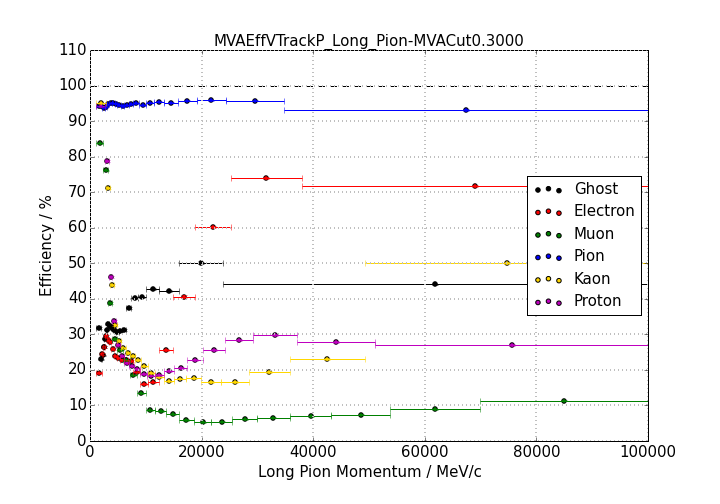 MVAEffVTrackP_Long_Pion-MVACut0.3000
110
100
90
80
70
60
50
40
30
20
10
0
Efficiency / %
Ghost
Electron
Muon
Pion
Kaon
Proton
0 20000 40000 60000 80000 100000
Long Pion Momentum / MeV/c